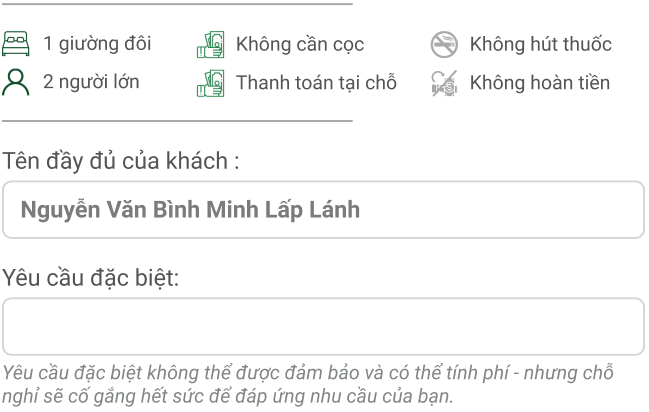 1 giường đôi Không cần cọc Không hút thuốc
2 người lớn Thanh toán tại chỗ Không hoàn tiền
Tên đầy đủ của khách :
Nguyễn Văn Bình Minh Lấp Lánh
Yêu cầu đặc biệt:
Yêu cầu đặc biệt không thể được đảm bảo và có thể tính phí - nhưng chỗ
nghỉ sẽ cố gắng hết sức để đáp ứng nhu cầu của bạn.